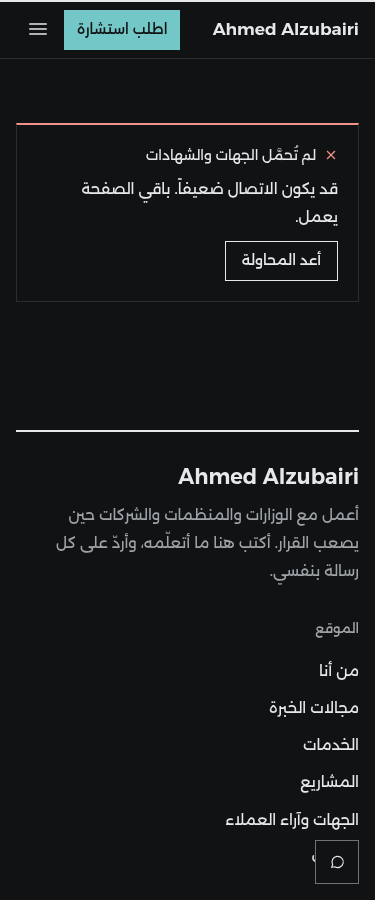 Ahmed Alzubairi
اطلب استشارة
لم تُحمَّل الجهات والشهادات
قد يكون الاتصال ضعيفاً. باقي الصفحة
يعمل.
أعد المحاولة
Ahmed Alzubairi
أعمل مع الوزارات والمنظمات والشركات حين
يصعب القرار. أكتب هنا ما أتعلّمه، وأردّ على كل
رسالة بنفسي.
الموقع
من أنا
مجالات الخبرة
الخدمات
المشاريع
الجهات وآراء العملاء